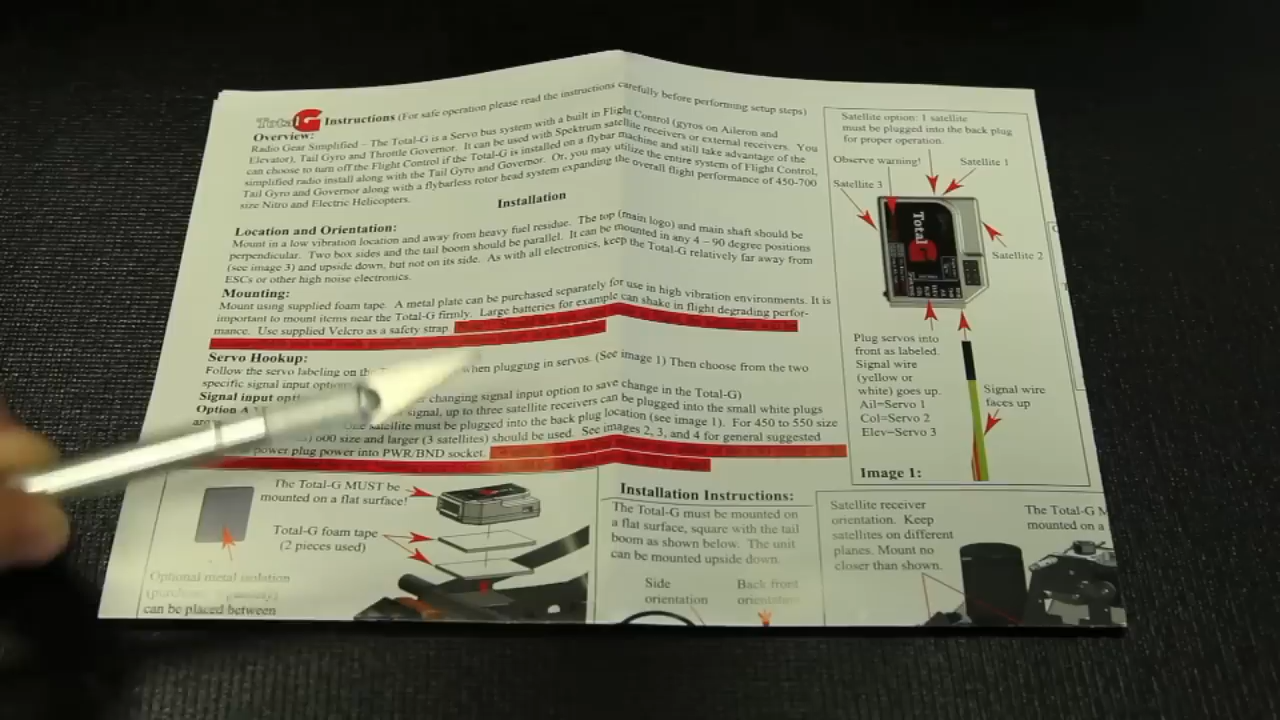 Total G Instructions (For safe operation please read the instructions carefully before performing setup steps)
Overview:
Radio Gear Simplified – The Total-G is a Servo bus system with a built in Flight Control (gyros on Aileron and
Elevator), Tail Gyro and Throttle Governor. It can be used with Spektrum satellite receivers or external receivers. You
can choose to turn off the Flight Control if the Total-G is installed on a flybar machine and still take advantage of the
simplified radio install along with the Tail Gyro and Governor. Or, you may utilize the entire system of Flight Control,
Tail Gyro and Governor along with a flybarless rotor head system expanding the overall flight performance of 450-700
size Nitro and Electric Helicopters.
Installation
Location and Orientation:
Mount in a low vibration location and away from heavy fuel residue. The top (main logo) and main shaft should be
perpendicular. Two box sides and the tail boom should be parallel. It can be mounted in any 4 – 90 degree positions
(see image 3) and upside down, but not on its side. As with all electronics, keep the Total-G relatively far away from
ESCs or other high noise electronics.
Mounting:
Mount using supplied foam tape. A metal plate can be purchased separately for use in high vibration environments. It is
important to mount items near the Total-G firmly. Large batteries for example can shake in flight degrading perfor-
mance. Use supplied Velcro as a safety strap.
Servo Hookup:
Follow the servo labeling on the when plugging in servos. (See image 1) Then choose from the two
specific signal input options
Signal input changing signal input option to save change in the Total-G)
Option A signal, up to three satellite receivers can be plugged into the small white plugs
One satellite must be plugged into the back plug location (see image 1). For 450 to 550 size
600 size and larger (3 satellites) should be used. See images 2, 3, and 4 for general suggested
power plug power into PWR/BND socket.
Satellite option: 1 satellite
must be plugged into the back plug
for proper operation.
Observe warning!
Satellite 1
Satellite 3
Total G
Satellite 2
Plug servos into
front as labeled.
Signal wire
(yellow or
white) goes up.
Ail=Servo 1
Col=Servo 2
Elev=Servo 3
Signal wire
faces up
Image 1:
The Total-G MUST be
mounted on a flat surface!
Total-G foam tape
(2 pieces used)
Optional metal isolation
can be placed between
Installation Instructions:
The Total-G must be mounted on
a flat surface, square with the tail
boom as shown below. The unit
can be mounted upside down.
Side
orientation
Back front
orientation
Satellite receiver
orientation. Keep
satellites on different
planes. Mount no
closer than shown.
The Total-G M
mounted on a